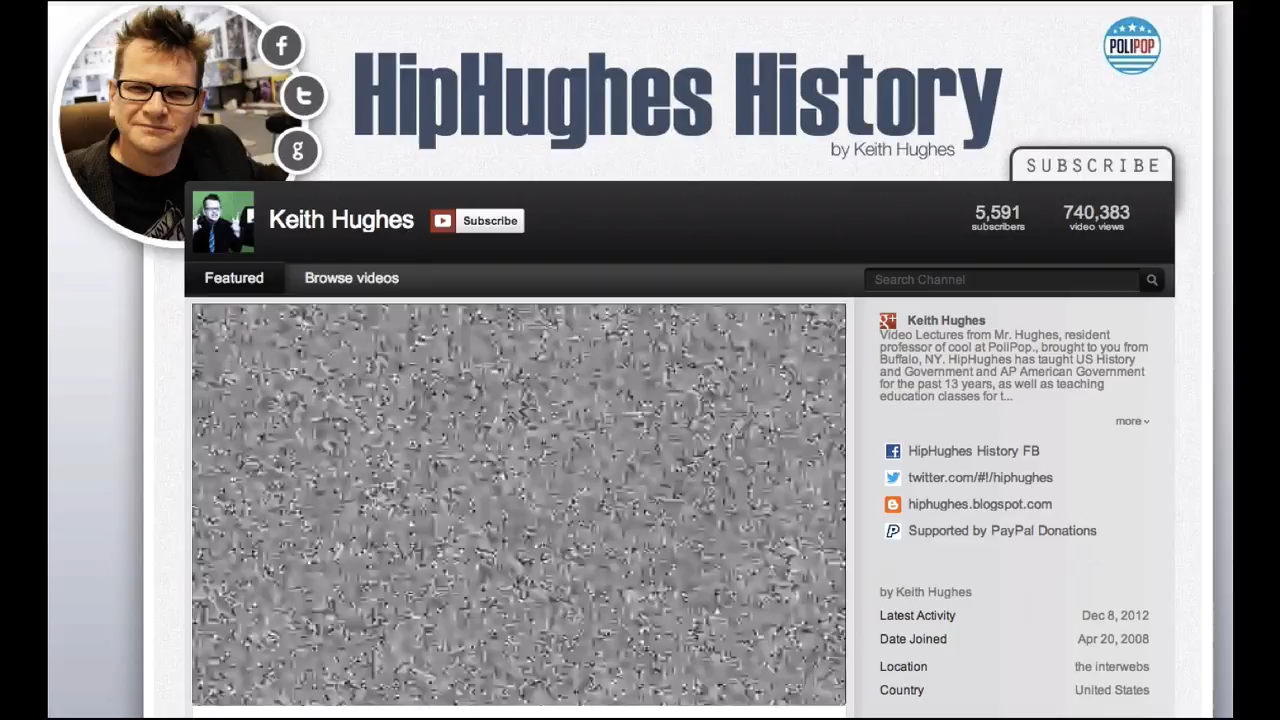 f
t
g
HipHughes History
by Keith Hughes
POLIPOP
SUBSCRIBE
Keith Hughes
Subscribe
5,591
subscribers
740,383
video views
Featured
Browse videos
Search Channel
g+ Keith Hughes
Video Lectures from Mr. Hughes, resident
professor of cool at PoliPop., brought to you from
Buffalo, NY. HipHughes has taught US History
and Government and AP American Government
for the past 13 years, as well as teaching
education classes for t...
more
HipHughes History FB
twitter.com/#!/hiphughes
hiphughes.blogspot.com
Supported by PayPal Donations
by Keith Hughes
Latest Activity Dec 8, 2012
Date Joined Apr 20, 2008
Location the interwebs
Country United States